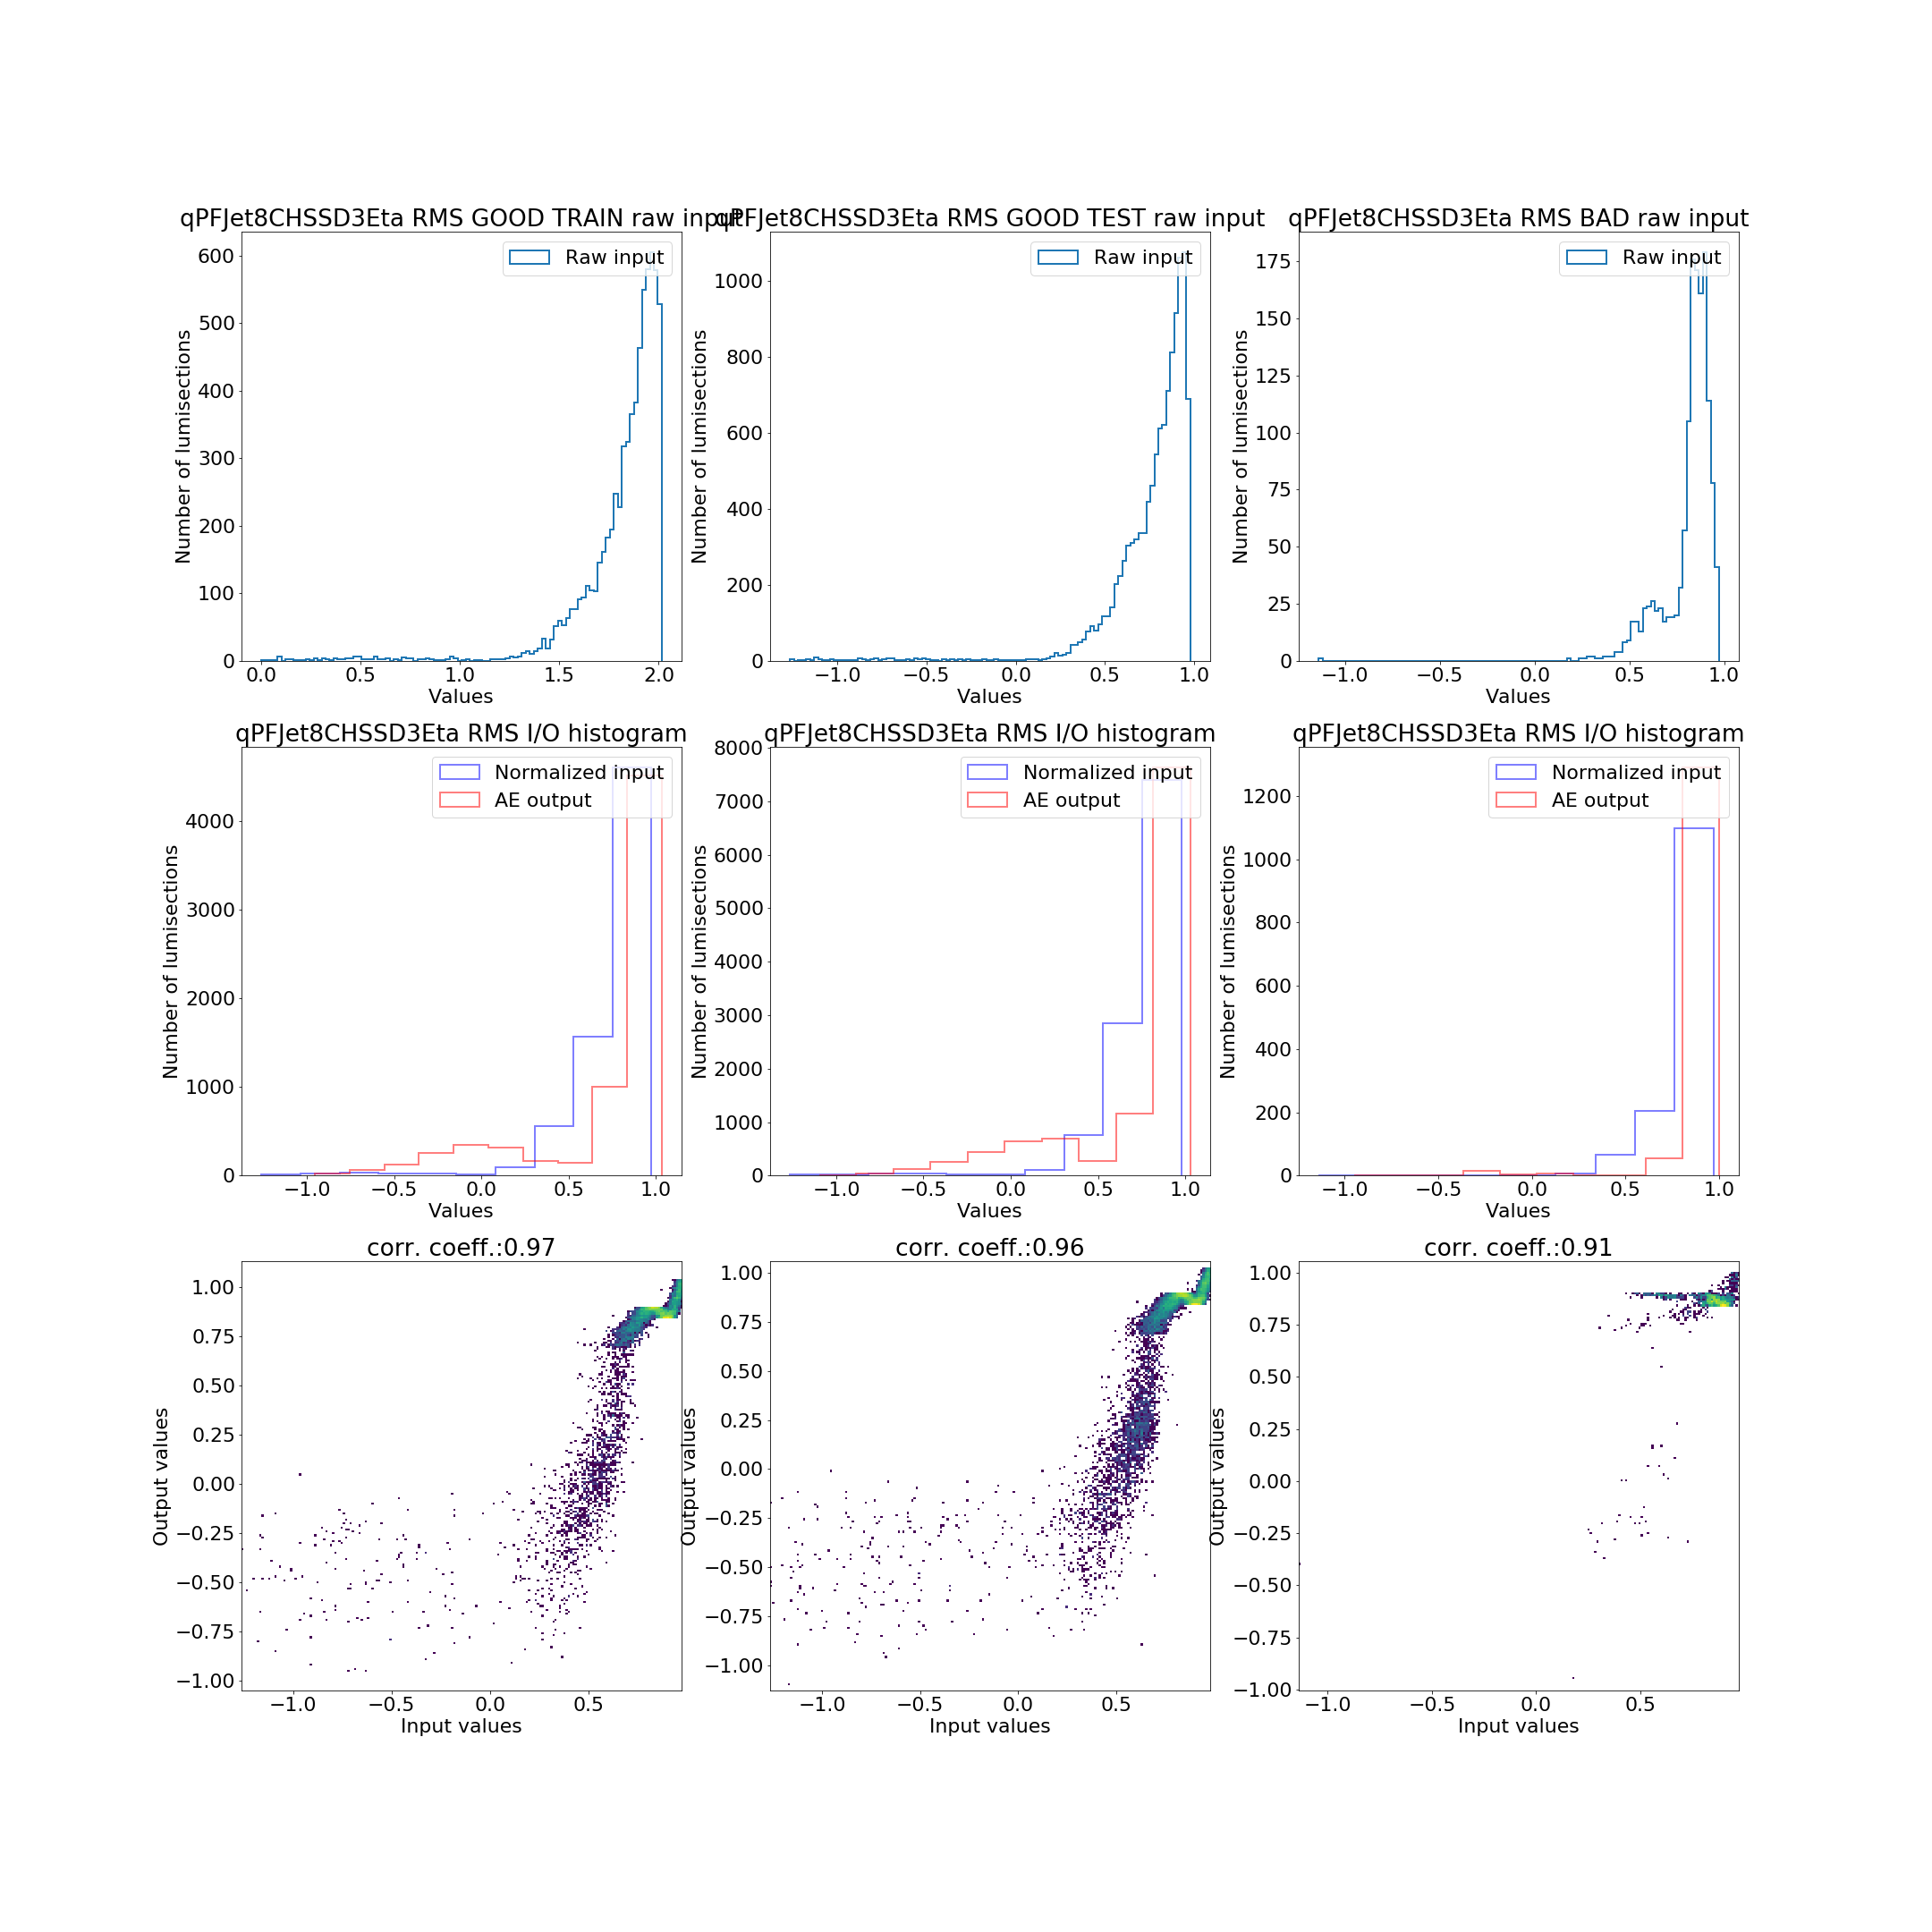 qPFJet8CHSSD3Eta RMS GOOD TRAIN raw input
qPFJet8CHSSD3Eta RMS GOOD TEST raw input
qPFJet8CHSSD3Eta RMS BAD raw input
Raw input
Raw input
Raw input
Number of lumisections
600
500
400
300
200
100
0
0.0 0.5 1.0 1.5 2.0
Values
Number of lumisections
1000
800
600
400
200
0
−1.0 −0.5 0.0 0.5 1.0
Values
Number of lumisections
175
150
125
100
75
50
25
0
−1.0 −0.5 0.0 0.5 1.0
Values
qPFJet8CHSSD3Eta RMS I/O histogram
Normalized input
AE output
Number of lumisections
4000
3000
2000
1000
0
−1.0 −0.5 0.0 0.5 1.0
Values
qPFJet8CHSSD3Eta RMS I/O histogram
Normalized input
AE output
Number of lumisections
8000
7000
6000
5000
4000
3000
2000
1000
0
−1.0 −0.5 0.0 0.5 1.0
Values
qPFJet8CHSSD3Eta RMS I/O histogram
Normalized input
AE output
Number of lumisections
1200
1000
800
600
400
200
0
−1.0 −0.5 0.0 0.5 1.0
Values
corr. coeff.:0.97
Output values
1.00
0.75
0.50
0.25
0.00
−0.25
−0.50
−0.75
−1.00
−1.0 −0.5 0.0 0.5
Input values
corr. coeff.:0.96
Output values
1.00
0.75
0.50
0.25
0.00
−0.25
−0.50
−0.75
−1.00
−1.0 −0.5 0.0 0.5
Input values
corr. coeff.:0.91
Output values
1.00
0.75
0.50
0.25
0.00
−0.25
−0.50
−0.75
−1.00
−1.0 −0.5 0.0 0.5
Input values